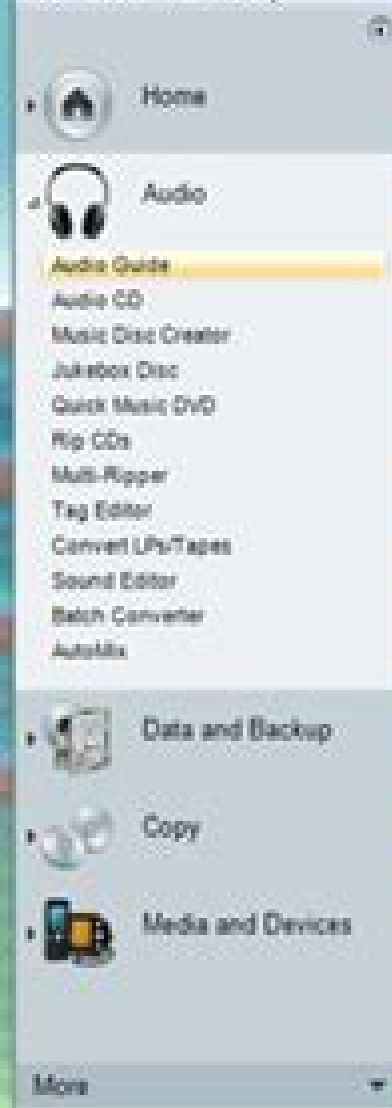 Home
Audio
Audio Guide
Audio CD
Music Disc Creator
Jukebox Disc
Quick Music DVD
Rip CDs
Multi-Ripper
Tag Editor
Convert LPs/Tapes
Sound Editor
Batch Converter
AutoMix
Data and Backup
Copy
Media and Devices
More